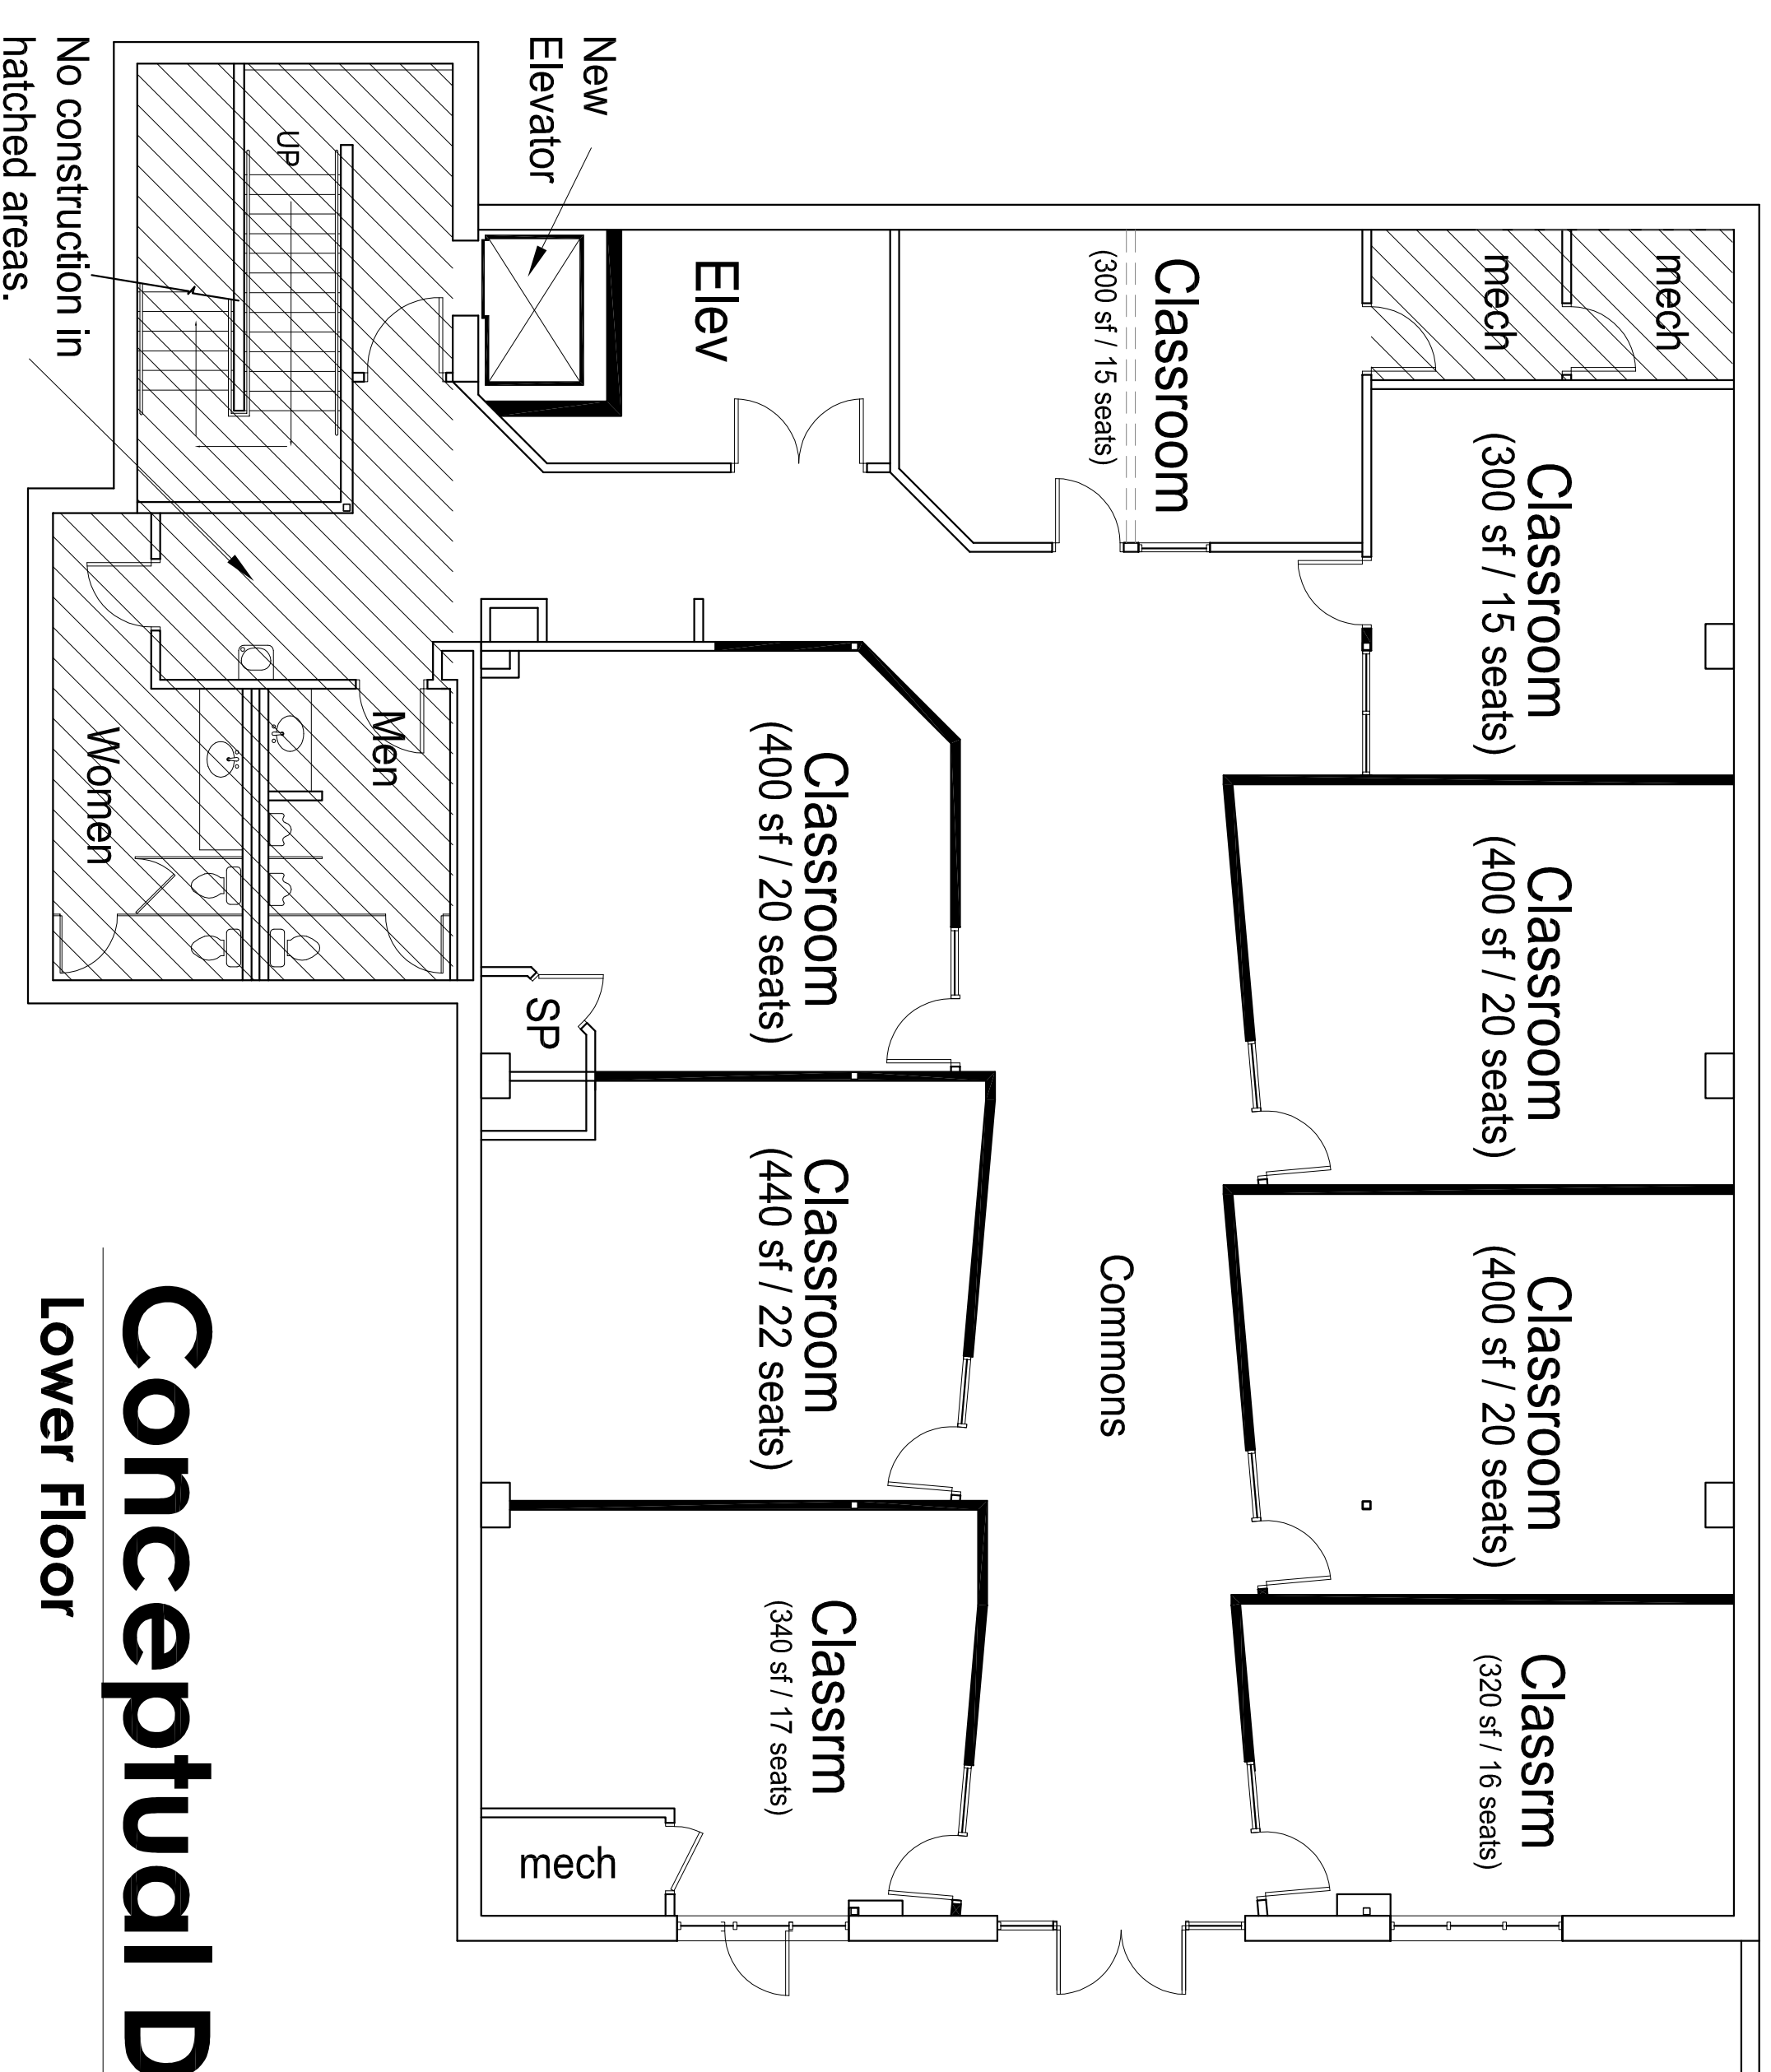 New
Elevator
No construction in
hatched areas.
UP
Elev
Classroom
(300 sf / 15 seats)
mech
mech
Classroom
(300 sf / 15 seats)
Classroom
(400 sf / 20 seats)
Classroom
(400 sf / 20 seats)
Classrm
(320 sf / 16 seats)
Commons
Classroom
(400 sf / 20 seats)
SP
Classroom
(440 sf / 22 seats)
Classrm
(340 sf / 17 seats)
mech
Men
Women
Conceptual D
Lower Floor